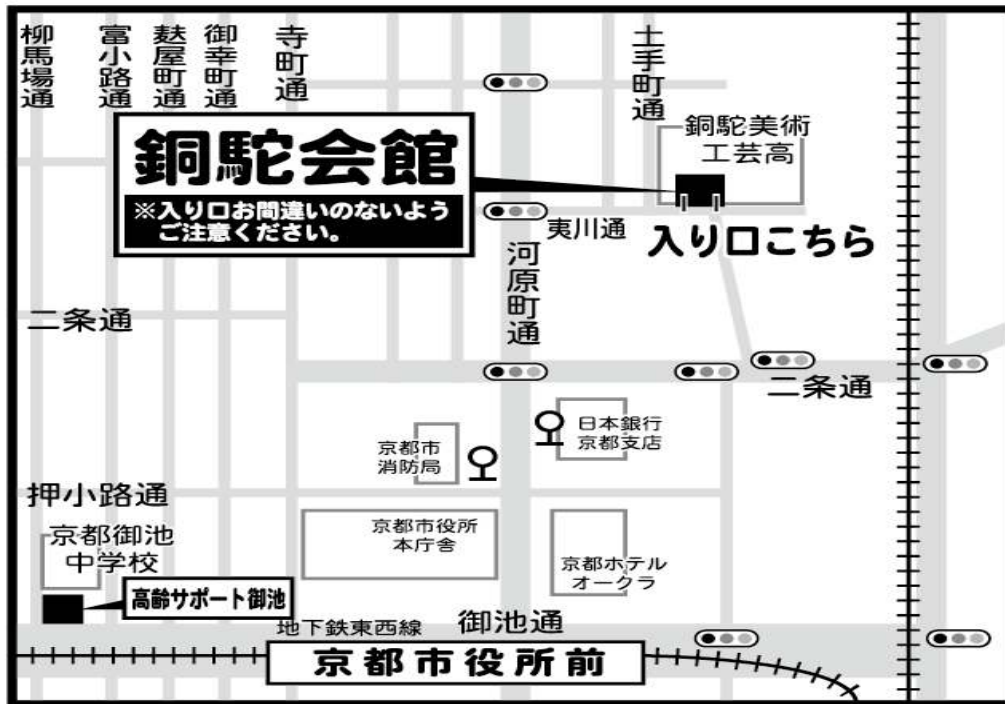 柳馬場通
富小路通
麩屋町通
御幸町通
寺町通
土手町通
銅駝美術
工芸高
銅駝会館
※入り口お間違いのないよう
ご注意ください。
夷川通
入り口こちら
河原町通
二条通
二条通
日本銀行
京都支店
京都市
消防局
押小路通
京都御池
中学校
京都市役所
本庁舎
京都ホテル
オークラ
高齢サポート御池
地下鉄東西線
御池通
京都市役所前